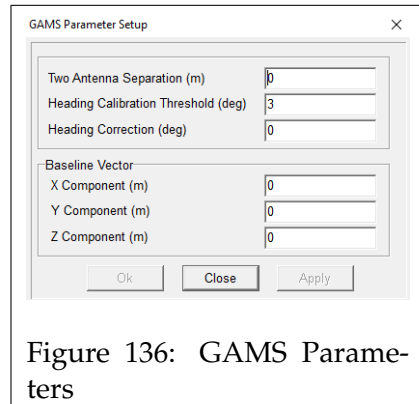 GAMS Parameter Setup
Two Antenna Separation (m) 0
Heading Calibration Threshold (deg) 3
Heading Correction (deg) 0
Baseline Vector
X Component (m) 0
Y Component (m) 0
Z Component (m) 0
Ok Close Apply
Figure 136: GAMS Parame-
ters